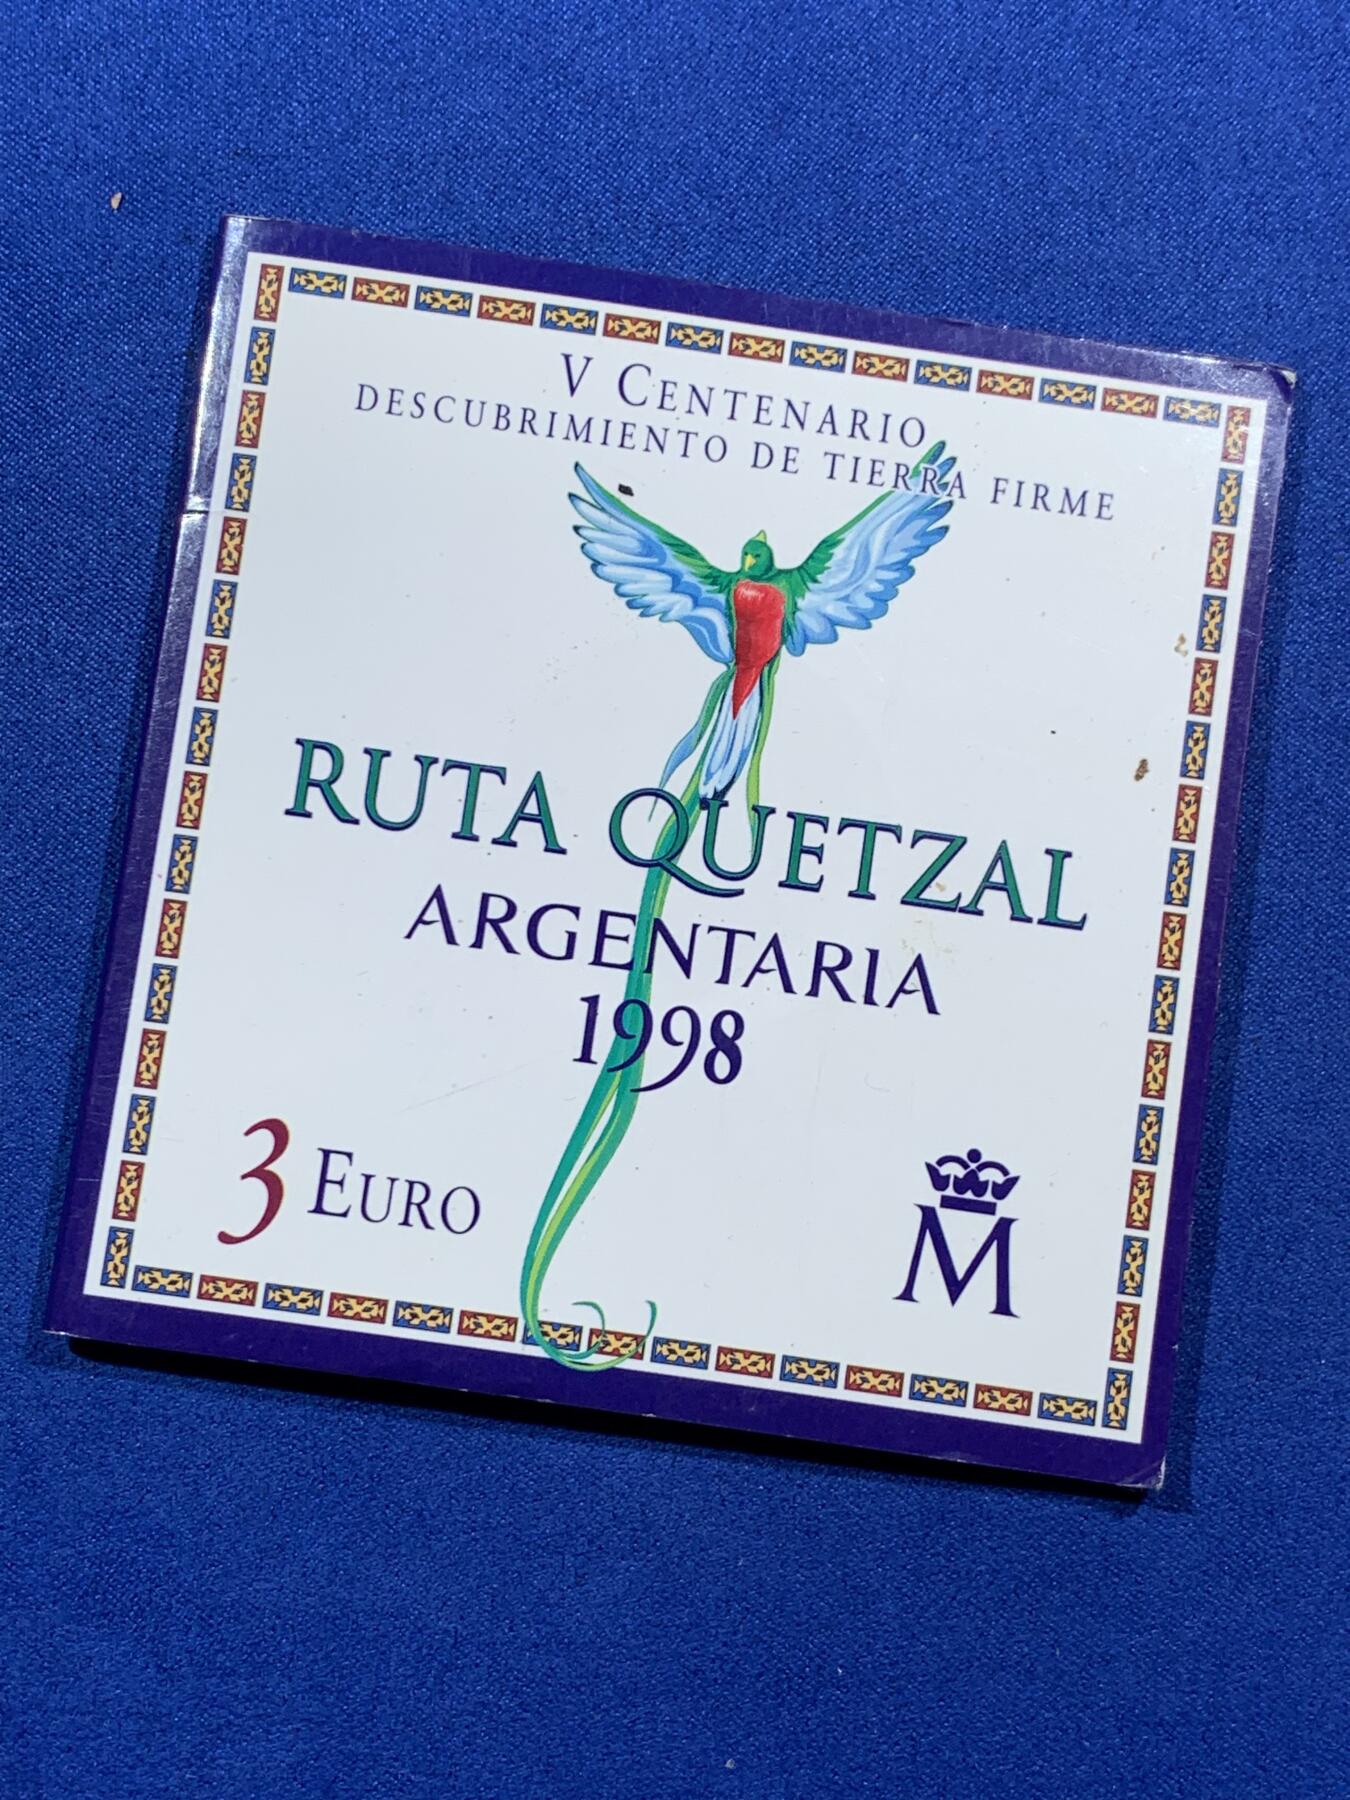 V CENTENARIO
DESCUBRIMIENTO DE TIERRA FIRME
RUTA QUETZAL
ARGENTARIA
1998
3 EURO
M